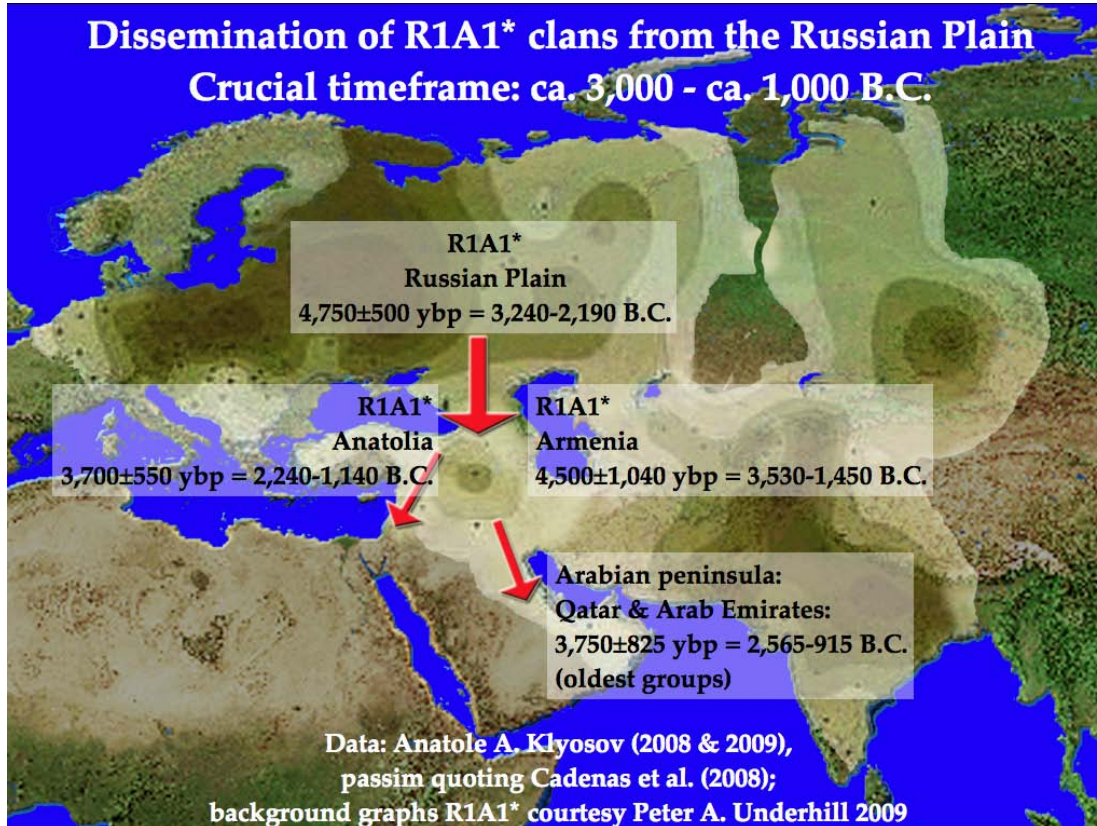 Dissemination of R1A1* clans from the Russian Plain
Crucial timeframe: ca. 3,000 - ca. 1,000 B.C.
R1A1*
Russian Plain
4,750±500 ybp = 3,240-2,190 B.C.
R1A1*
Anatolia
3,700±550 ybp = 2,240-1,140 B.C.
R1A1*
Armenia
4,500±1,040 ybp = 3,530-1,450 B.C.
Arabian peninsula:
Qatar & Arab Emirates:
3,750±825 ybp = 2,565-915 B.C.
(oldest groups)
Data: Anatole A. Klyosov (2008 & 2009),
passim quoting Cadenas et al. (2008);
background graphs R1A1* courtesy Peter A. Underhill 2009